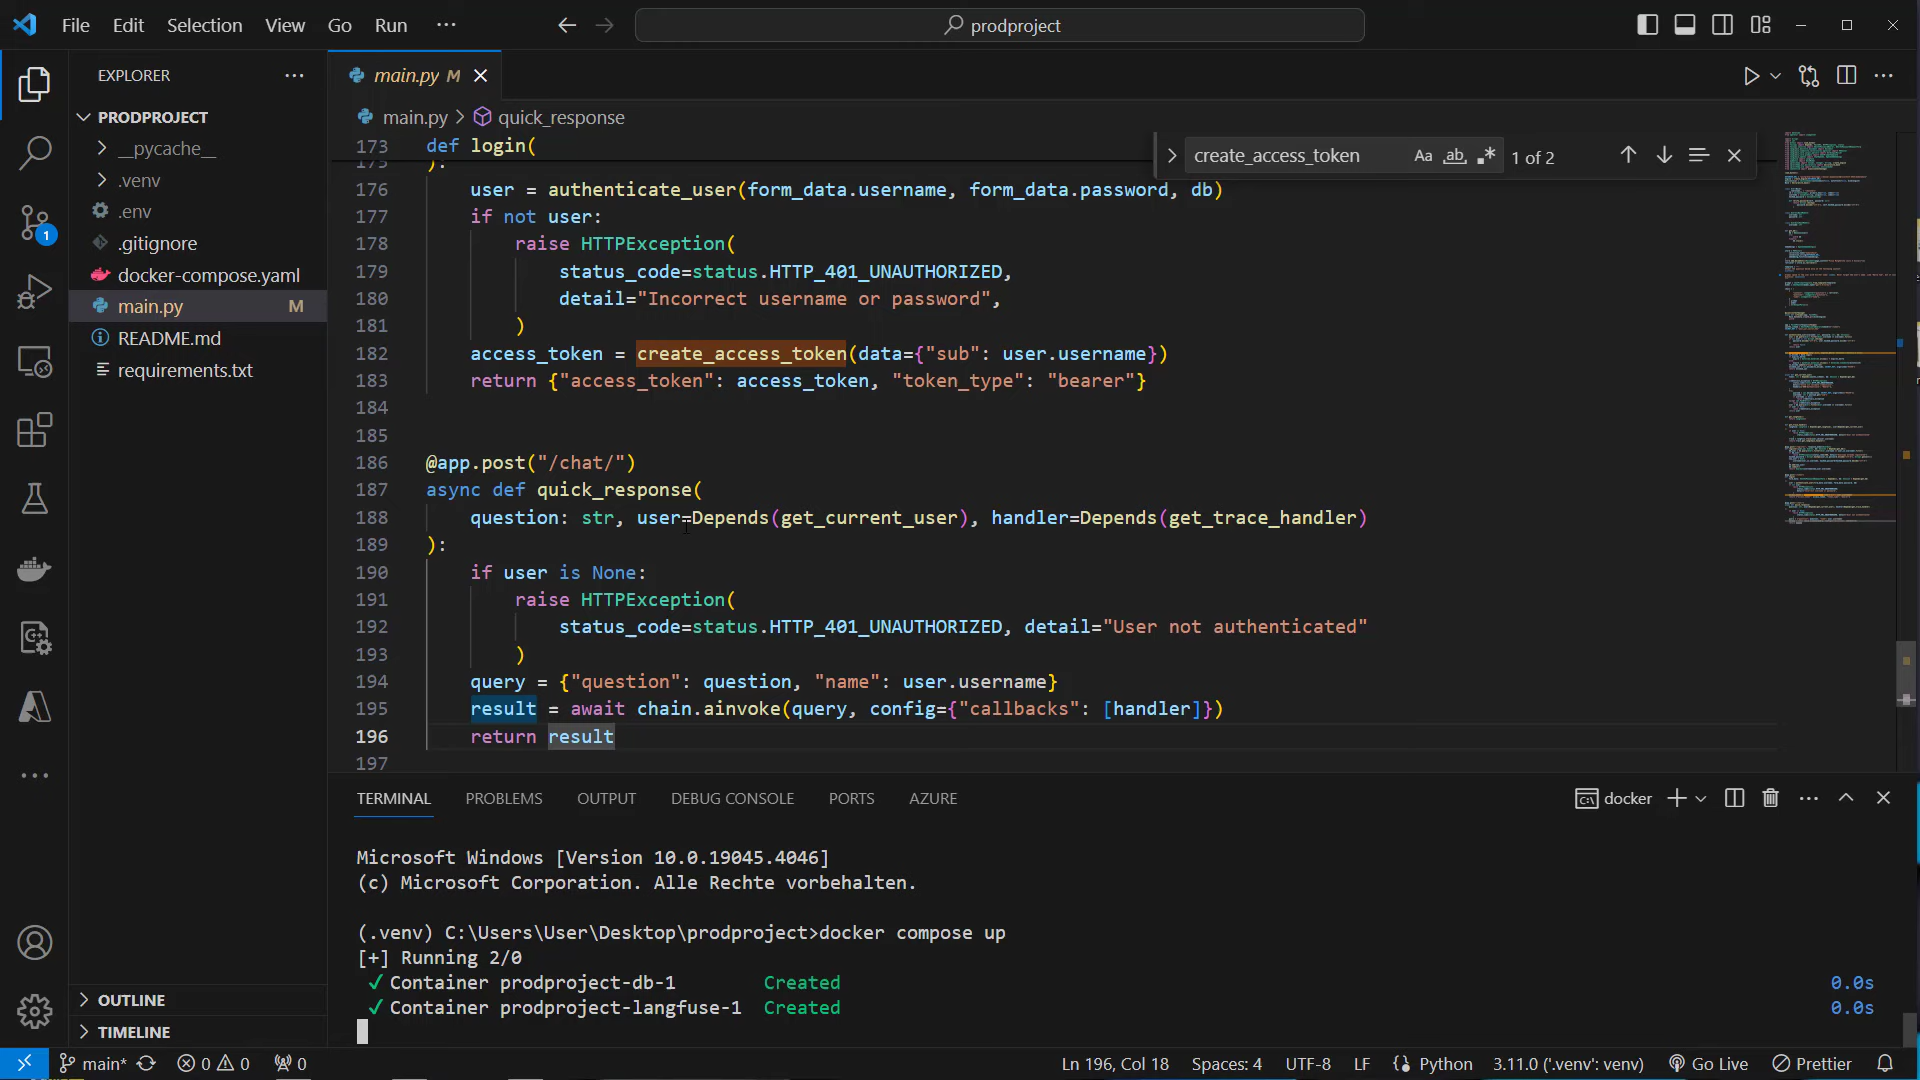 File Edit Selection View Go Run ···
prodproject
EXPLORER
PRODPROJECT
__pycache__
.venv
.env
.gitignore
docker-compose.yaml
main.py M
README.md
requirements.txt
OUTLINE
TIMELINE
1
main.py M
main.py > quick_response
create_access_token Aa ab 1 of 2
173 def login(
175 ):
176 user = authenticate_user(form_data.username, form_data.password, db)
177 if not user:
178 raise HTTPException(
179 status_code=status.HTTP_401_UNAUTHORIZED,
180 detail="Incorrect username or password",
181 )
182 access_token = create_access_token(data={"sub": user.username})
183 return {"access_token": access_token, "token_type": "bearer"}
184
185
186 @app.post("/chat/")
187 async def quick_response(
188 question: str, user=Depends(get_current_user), handler=Depends(get_trace_handler)
189 ):
190 if user is None:
191 raise HTTPException(
192 status_code=status.HTTP_401_UNAUTHORIZED, detail="User not authenticated"
193 )
194 query = {"question": question, "name": user.username}
195 result = await chain.ainvoke(query, config={"callbacks": [handler]})
196 return result
197
TERMINAL PROBLEMS OUTPUT DEBUG CONSOLE PORTS AZURE
docker
Microsoft Windows [Version 10.0.19045.4046]
(c) Microsoft Corporation. Alle Rechte vorbehalten.
(.venv) C:\Users\User\Desktop\prodproject>docker compose up
[+] Running 2/0
✓ Container prodproject-db-1 Created 0.0s
✓ Container prodproject-langfuse-1 Created 0.0s
main* 0 0 0 Ln 196, Col 18 Spaces: 4 UTF-8 LF Python 3.11.0 ('.venv': venv) Go Live Prettier